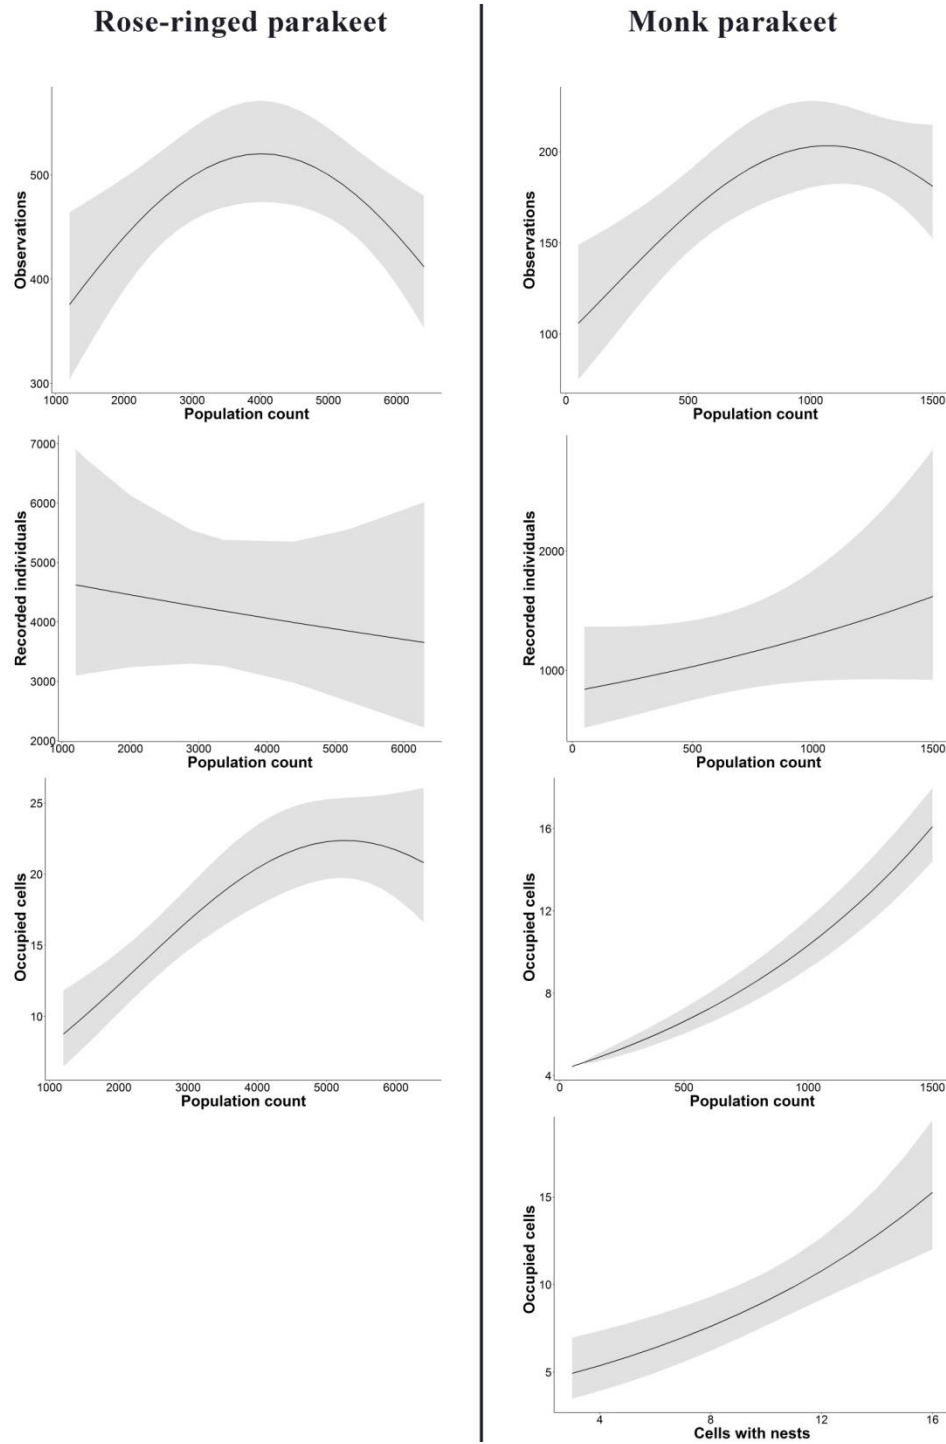 Rose-ringed parakeet
Observations
500
400
300
1000 2000 3000 4000 5000 6000
Population count
Recorded individuals
7000
6000
5000
4000
3000
2000
1000 2000 3000 4000 5000 6000
Population count
Occupied cells
25
20
15
10
1000 2000 3000 4000 5000 6000
Population count
Monk parakeet
Observations
200
150
100
0 500 1000 1500
Population count
Recorded individuals
2000
1000
0 500 1000 1500
Population count
Occupied cells
16
12
8
4
0 500 1000 1500
Population count
Occupied cells
15
10
5
4 8 12 16
Cells with nests